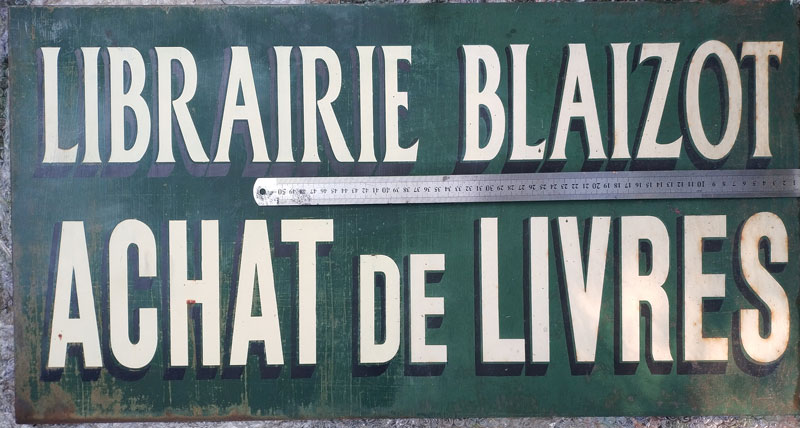 LIBRAIRIE BLAIZOT
ACHAT DE LIVRES